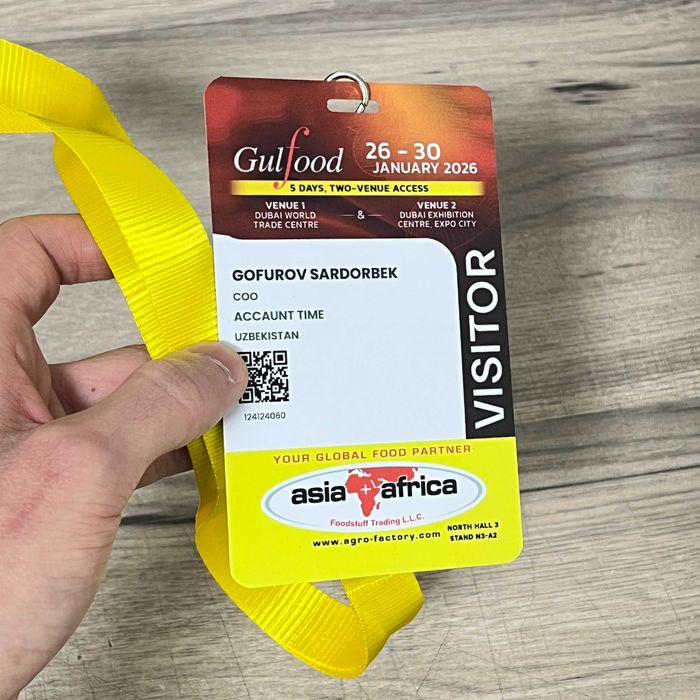 Gulfood
26 – 30
JANUARY 2026
5 DAYS, TWO-VENUE ACCESS
VENUE 1
DUBAI WORLD
TRADE CENTRE
&
VENUE 2
DUBAI EXHIBITION
CENTRE, EXPO CITY
GOFUROV SARDORBEK
COO
ACCAUNT TIME
UZBEKISTAN
124124060
VISITOR
YOUR GLOBAL FOOD PARTNER
asia + africa
Foodstuff Trading L.L.C.
www.agro-factory.com
NORTH HALL 3
STAND N3-A2